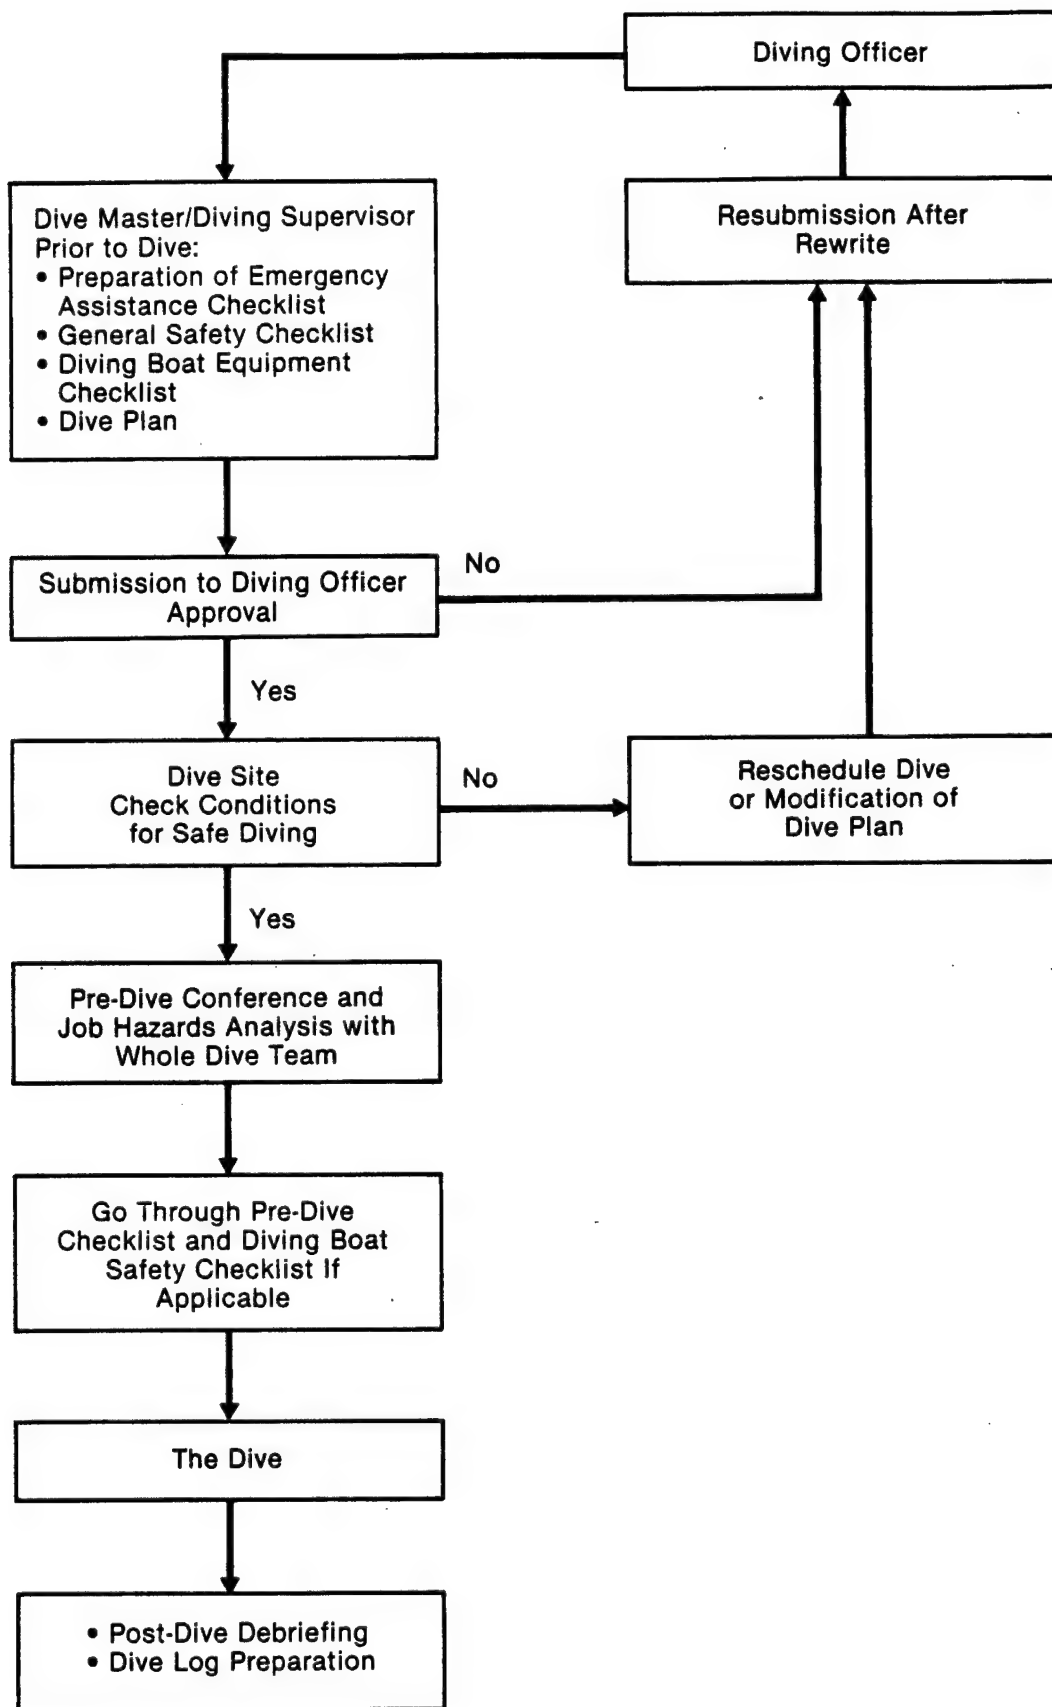 Diving Officer
Resubmission After
Rewrite
Dive Master/Diving Supervisor
Prior to Dive:
• Preparation of Emergency
Assistance Checklist
• General Safety Checklist
• Diving Boat Equipment
Checklist
• Dive Plan
Submission to Diving Officer
Approval
No
Yes
Dive Site
Check Conditions
for Safe Diving
No
Reschedule Dive
or Modification of
Dive Plan
Yes
Pre-Dive Conference and
Job Hazards Analysis with
Whole Dive Team
Go Through Pre-Dive
Checklist and Diving Boat
Safety Checklist If
Applicable
The Dive
• Post-Dive Debriefing
• Dive Log Preparation